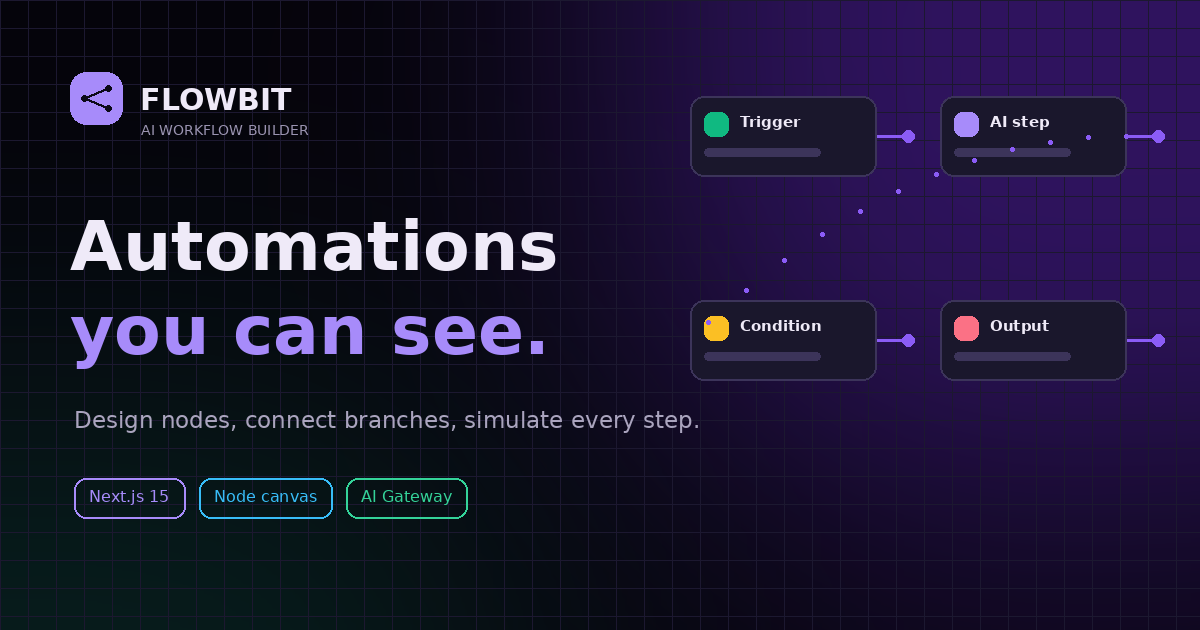 FLOWBIT
AI WORKFLOW BUILDER
Automations
you can see.
Design nodes, connect branches, simulate every step.
Next.js 15
Node canvas
AI Gateway
Trigger
AI step
Condition
Output